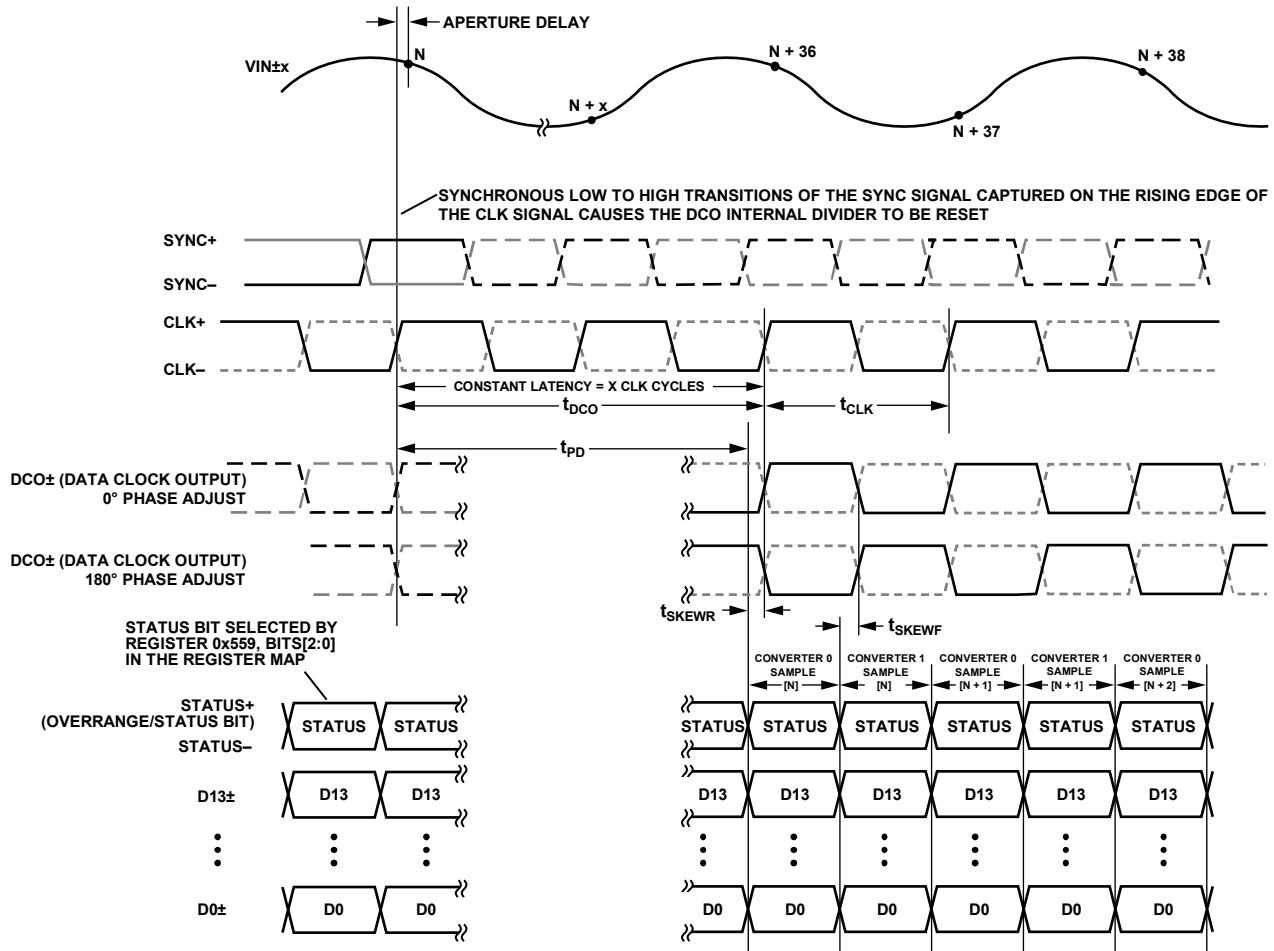 APERTURE DELAY
N
VIN±x
N + x
N + 36
N + 37
N + 38
SYNCHRONOUS LOW TO HIGH TRANSITIONS OF THE SYNC SIGNAL CAPTURED ON THE RISING EDGE OF
THE CLK SIGNAL CAUSES THE DCO INTERNAL DIVIDER TO BE RESET
SYNC+
SYNC–
CLK+
CLK–
CONSTANT LATENCY = X CLK CYCLES
tDCO
tCLK
tPD
DCO± (DATA CLOCK OUTPUT)
0° PHASE ADJUST
DCO± (DATA CLOCK OUTPUT)
180° PHASE ADJUST
tSKEWR
tSKEWF
STATUS BIT SELECTED BY
REGISTER 0x559, BITS[2:0]
IN THE REGISTER MAP
CONVERTER 0
SAMPLE
[N]
CONVERTER 1
SAMPLE
[N]
CONVERTER 0
SAMPLE
[N + 1]
CONVERTER 1
SAMPLE
[N + 1]
CONVERTER 0
SAMPLE
[N + 2]
STATUS+
(OVERRANGE/STATUS BIT)
STATUS–
STATUS STATUS STATUS STATUS STATUS STATUS STATUS STATUS
D13± D13 D13 D13 D13 D13 D13 D13 D13
D0± D0 D0 D0 D0 D0 D0 D0 D0